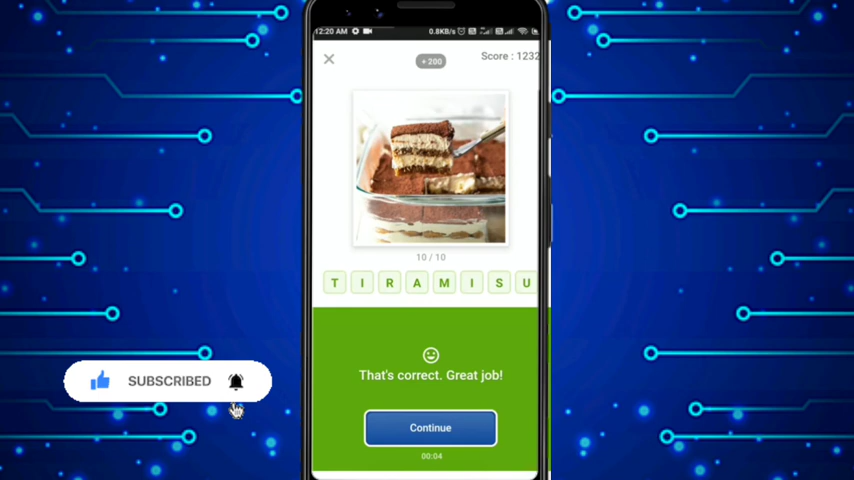 12:20 AM
0.8KB/s
+200
Score : 1232
10 / 10
T I R A M I S U
That's correct. Great job!
SUBSCRIBED
Continue
00:04